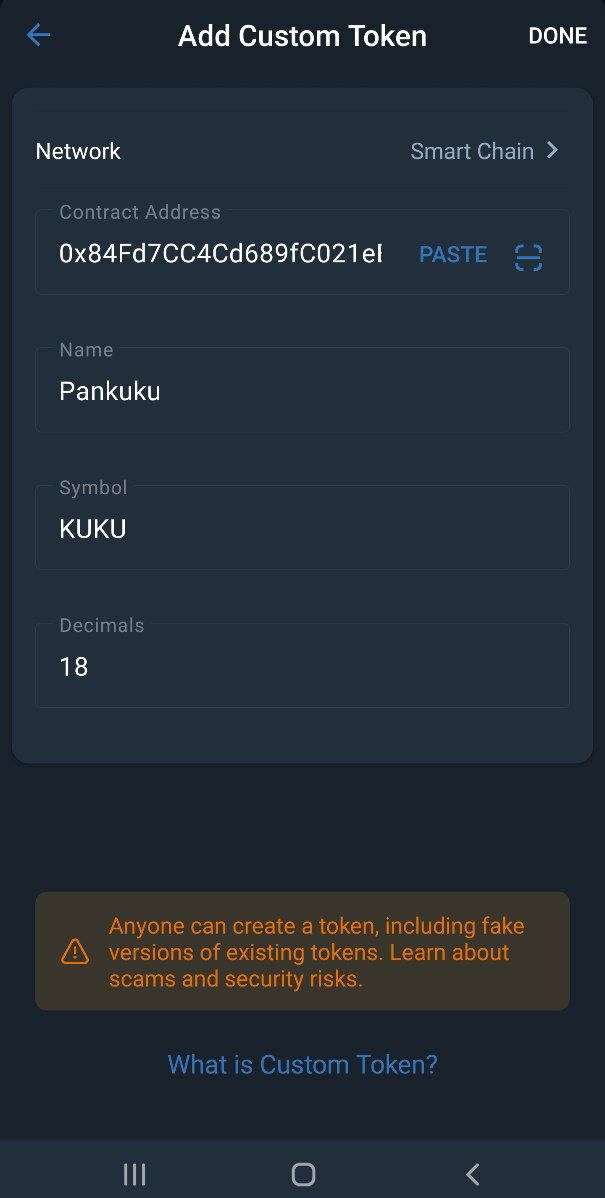 Add Custom Token
DONE
Network
Smart Chain
Contract Address
0x84Fd7CC4Cd689fC021eE
PASTE
Name
Pankuku
Symbol
KUKU
Decimals
18
Anyone can create a token, including fake
versions of existing tokens. Learn about
scams and security risks.
What is Custom Token?